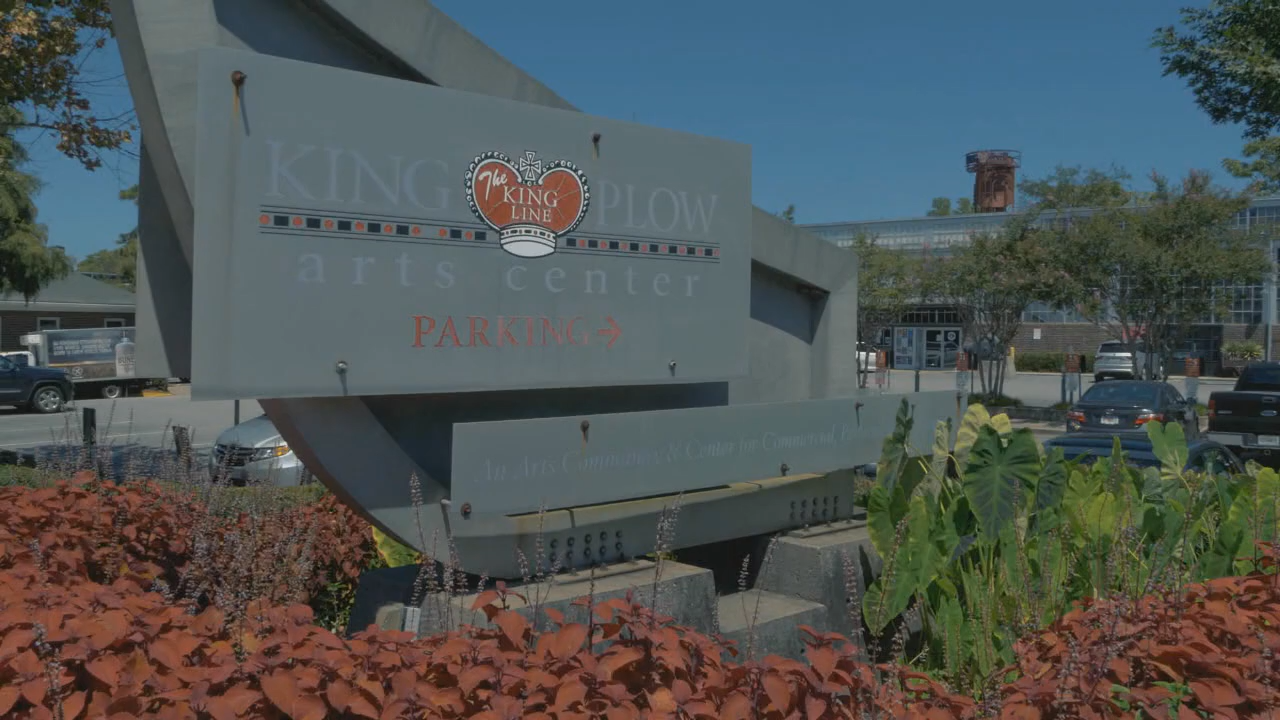 KING PLOW
The
KING
LINE
arts center
PARKING→
An Arts Community & Center for Commercial